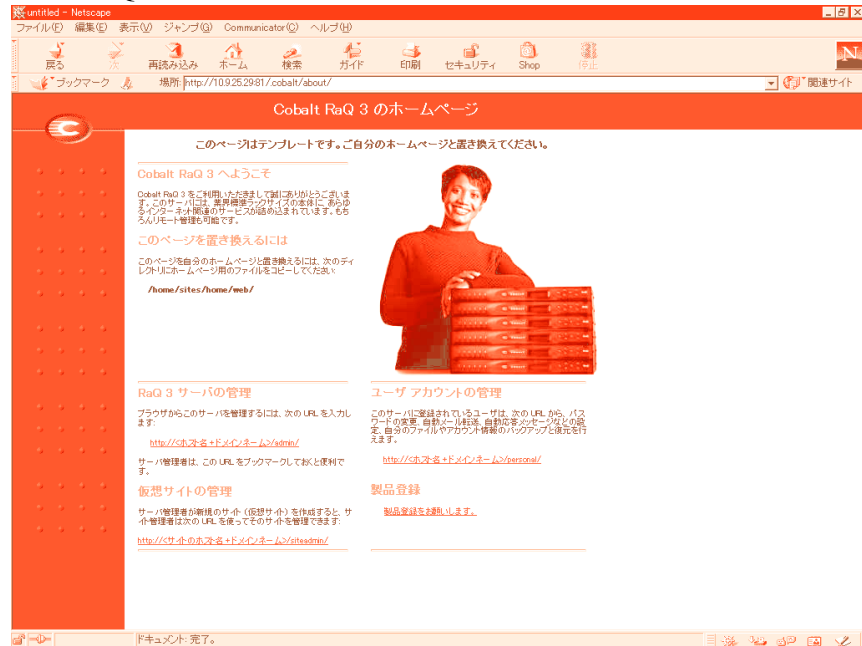 untitled - Netscape
ファイル(F) 編集(E) 表示(V) ジャンプ(G) Communicator(C) ヘルプ(H)
戻る 次 再読み込み ホーム 検索 ガイド 印刷 セキュリティ Shop 停止
N
ブックマーク 場所: http://10.9.25.29:81/.cobalt/about/ 関連サイト
Cobalt RaQ 3 のホームページ
このページはテンプレートです。ご自分のホームページと置き換えてください。
Cobalt RaQ 3 へようこそ
Cobalt RaQ 3 をご利用いただきまして誠にありがとうございま
す。このサーバには、業界標準ラックサイズの本体に、あらゆ
るインターネット関連のサービスが詰め込まれています。もち
ろんリモート管理も可能です。
このページを置き換えるには
このページを自分のホームページと置き換えるには、次のディ
レクトリにホームページ用のファイルをコピーしてください:
/home/sites/home/web/
RaQ 3 サーバの管理
ブラウザからこのサーバを管理するには、次の URL を入力し
ます:
http://<ホスト名 +ドメインネーム>/admin/
サーバ管理者は、この URL をブックマークしておくと便利で
す。
仮想サイトの管理
サーバ管理者が新規のサイト (仮想サイト) を作成すると、サ
イト管理者は次の URL を使ってそのサイトを管理できます:
http://<サイトのホスト名 +ドメインネーム>/siteadmin/
ユーザ アカウントの管理
このサーバに登録されているユーザは、次の URL から、パス
ワードの変更、自動メール転送、自動応答メッセージなどの設
定、自分のファイルやアカウント情報のバックアップと復元を行
えます。
http://<ホスト名 +ドメインネーム>/personal/
製品登録
製品登録をお願いします。
ドキュメント: 完了。